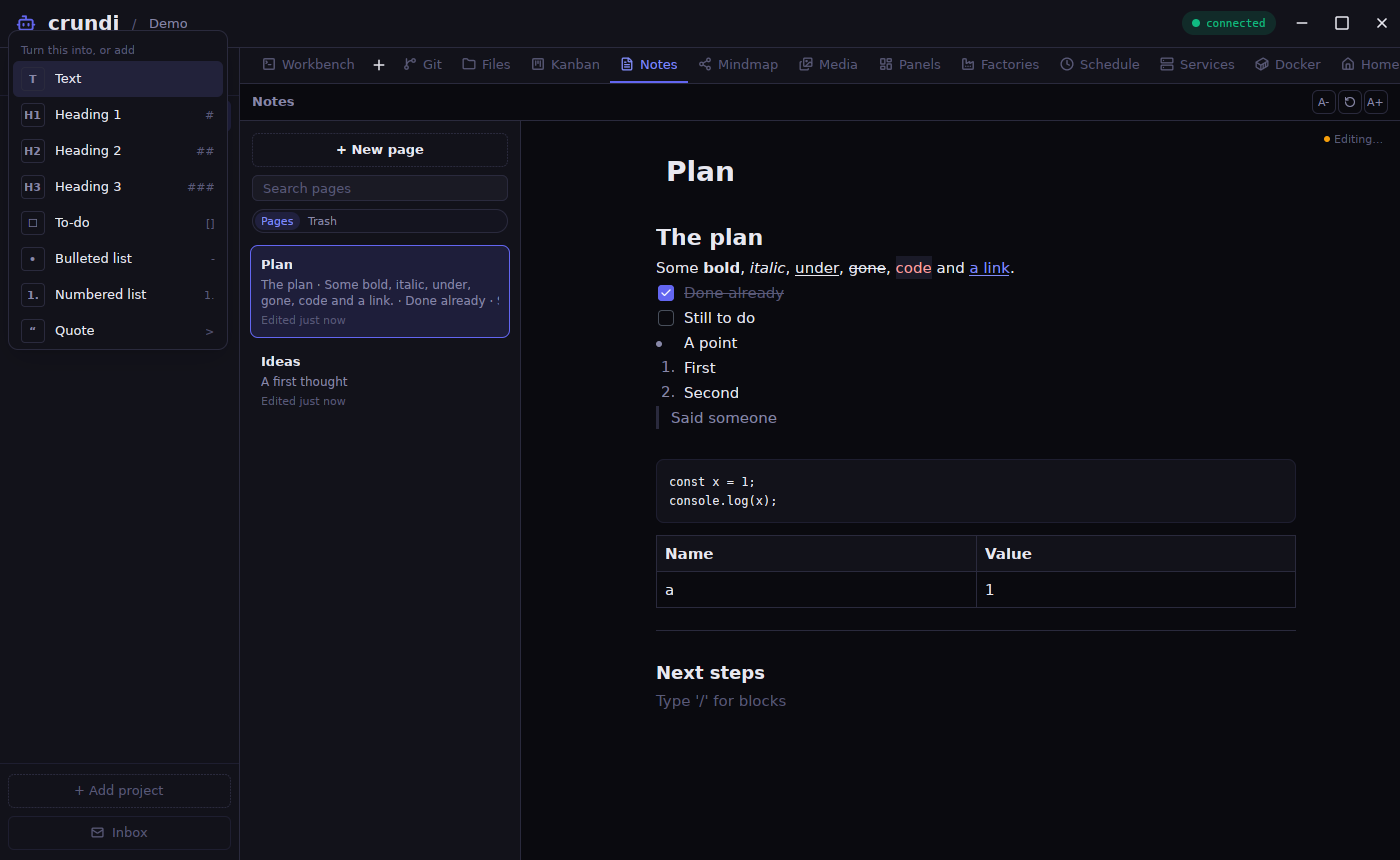 crundi / Demo
connected
Turn this into, or add
T Text
H1 Heading 1 #
H2 Heading 2 ##
H3 Heading 3 ###
☐ To-do []
• Bulleted list -
1. Numbered list 1.
“ Quote >
+ Add project
Inbox
Workbench + Git Files Kanban Notes Mindmap Media Panels Factories Schedule Services Docker Home
Notes
A- A+
+ New page
Search pages
Pages Trash
Plan
The plan · Some bold, italic, under,
gone, code and a link. · Done already ·
Edited just now
Ideas
A first thought
Edited just now
Editing…
Plan
The plan
Some bold, italic, under, gone, code and a link.
Done already
Still to do
• A point
1. First
2. Second
Said someone
const x = 1;
console.log(x);
Name Value
a 1
Next steps
Type '/' for blocks